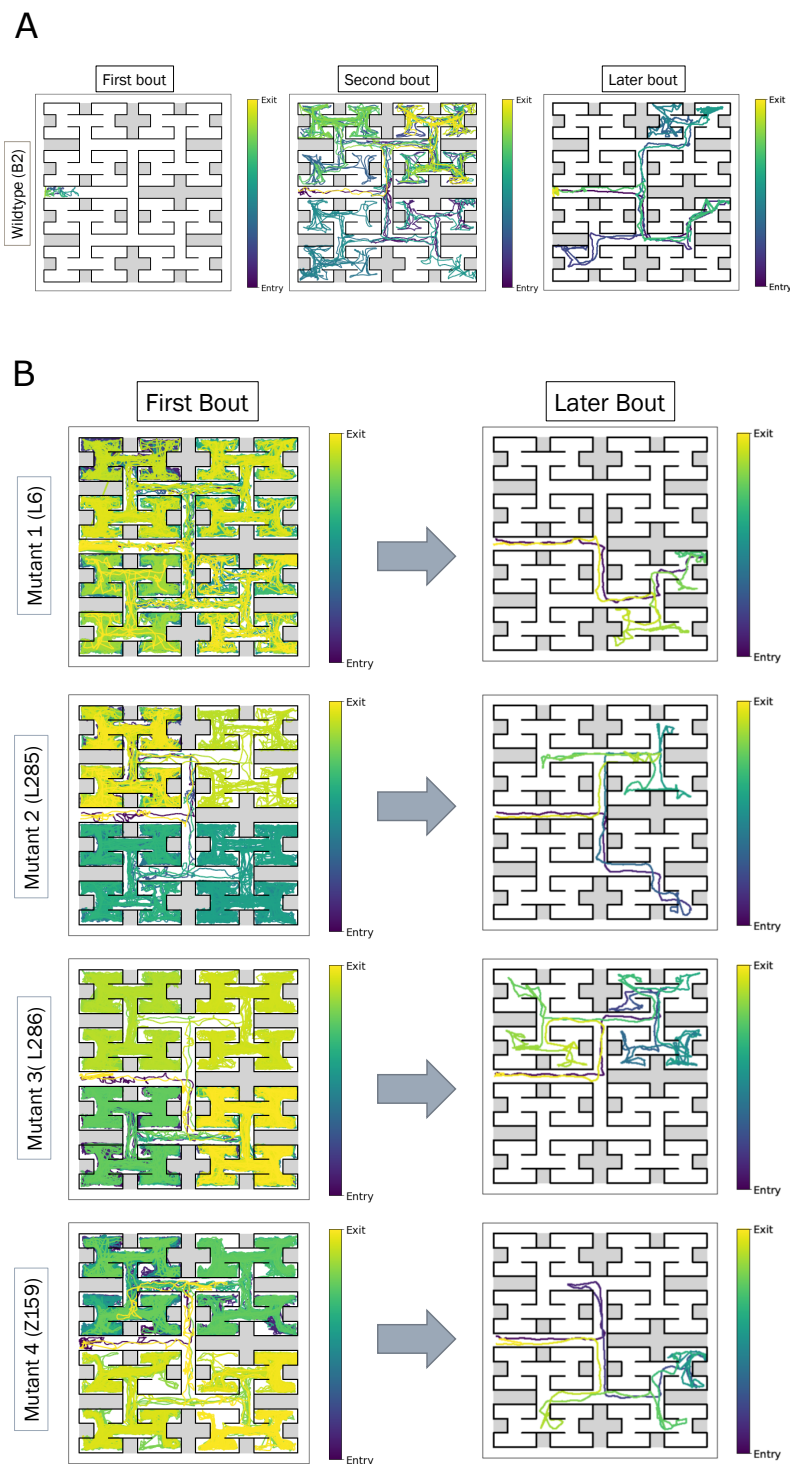 A
First bout
Second bout
Later bout
Wildtype (B2)
Exit
Entry
Exit
Entry
Exit
Entry
B
First Bout
Later Bout
Mutant 1 (L6)
Exit
Entry
Exit
Entry
Mutant 2 (L285)
Exit
Entry
Exit
Entry
Mutant 3( L286)
Exit
Entry
Exit
Entry
Mutant 4 (Z159)
Exit
Entry
Exit
Entry